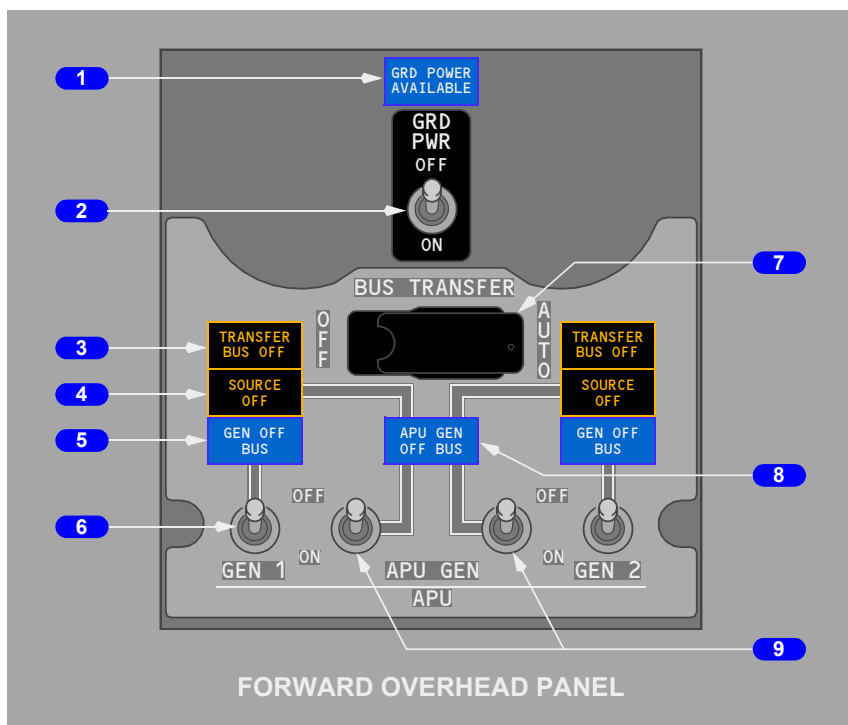 1
GRD POWER
AVAILABLE
GRD
PWR
OFF
2
ON
7
BUS TRANSFER
OFF
AUTO
3
TRANSFER
BUS OFF
TRANSFER
BUS OFF
4
SOURCE
OFF
SOURCE
OFF
5
GEN OFF
BUS
APU GEN
OFF BUS
GEN OFF
BUS
8
OFF
OFF
6
ON
ON
GEN 1
APU GEN
GEN 2
APU
9
FORWARD OVERHEAD PANEL